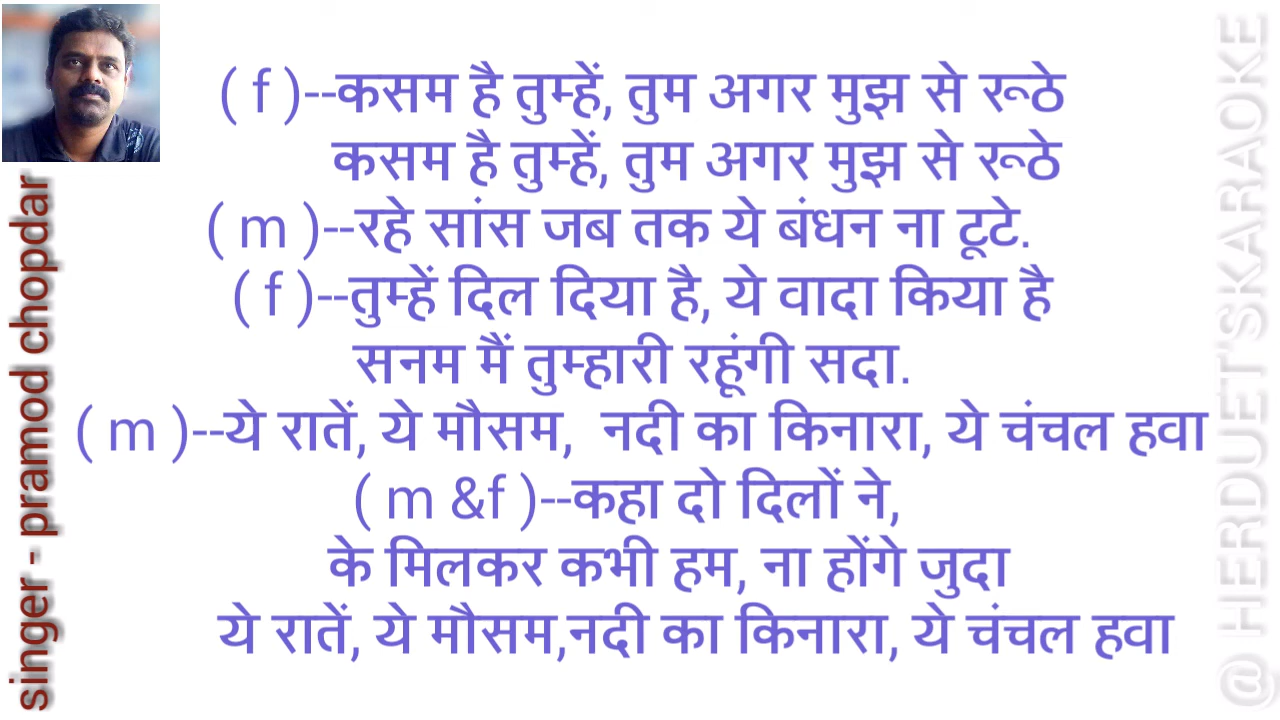 ( f )--कसम है तुम्हें, तुम अगर मुझ से रूठे
कसम है तुम्हें, तुम अगर मुझ से रूठे
( m )--रहे सांस जब तक ये बंधन ना टूटे.
( f )--तुम्हें दिल दिया है, ये वादा किया है
सनम मैं तुम्हारी रहूंगी सदा.
( m )--ये रातें, ये मौसम,  नदी का किनारा, ये चंचल हवा
( m &f )--कहा दो दिलों ने,
के मिलकर कभी हम, ना होंगे जुदा
ये रातें, ये मौसम,नदी का किनारा, ये चंचल हवा
singer - pramod chopdar
@ HERDUET'SKARAOKE